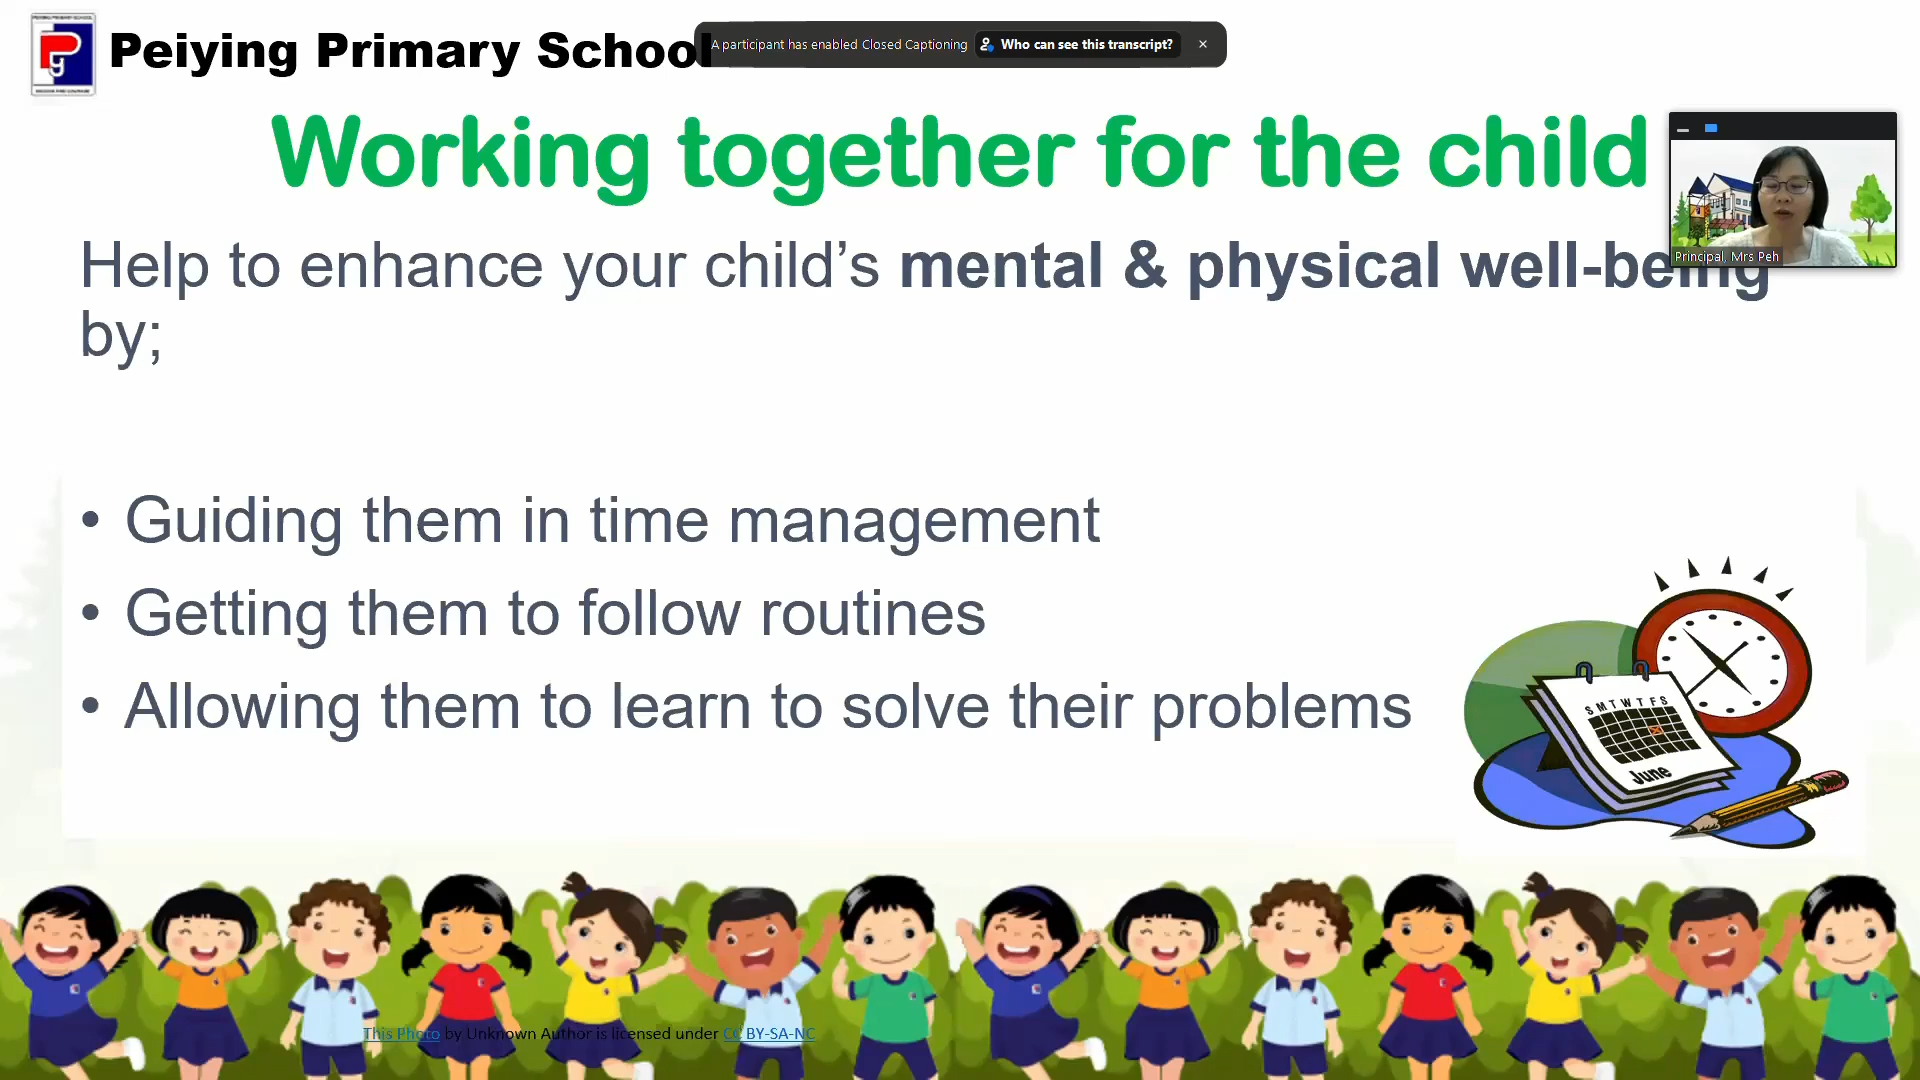 Peiying Primary School
A participant has enabled Closed Captioning Who can see this transcript?
Working together for the child
Principal, Mrs Peh
Help to enhance your child’s mental & physical well-being
by;
• Guiding them in time management
• Getting them to follow routines
• Allowing them to learn to solve their problems
S M T W T F S
June
This Photo by Unknown Author is licensed under CC BY-SA-NC